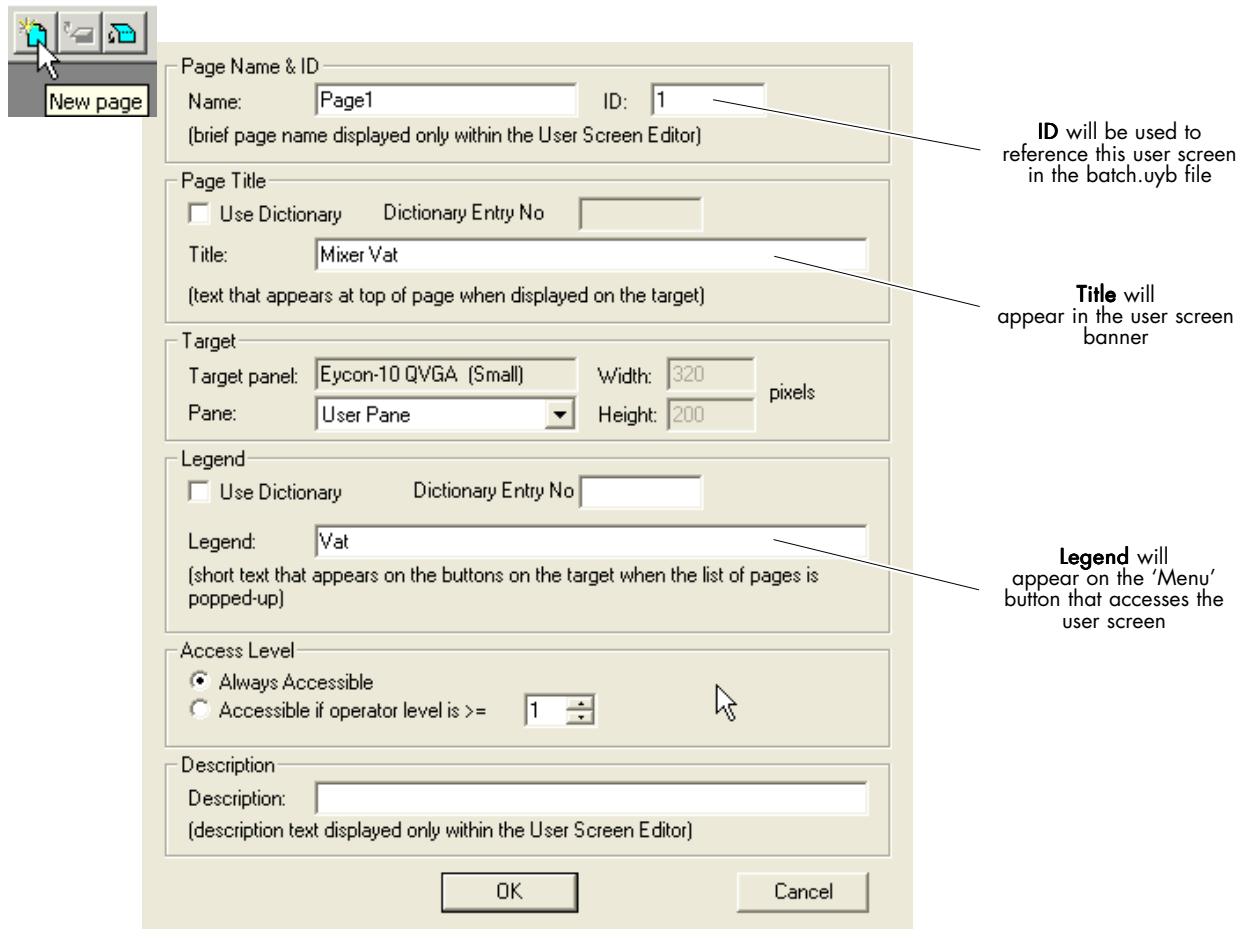 New page
Page Name & ID
Name: Page1 ID: 1
(brief page name displayed only within the User Screen Editor)
ID will be used to
reference this user screen
in the batch.uyb file
Page Title
Use Dictionary Dictionary Entry No
Title: Mixer Vat
(text that appears at top of page when displayed on the target)
Title will
appear in the user screen
banner
Target
Target panel: Eycon-10 QVGA (Small) Width: 320 pixels
Pane: User Pane Height: 200
Legend
Use Dictionary Dictionary Entry No
Legend: Vat
(short text that appears on the buttons on the target when the list of pages is
popped-up)
Legend will
appear on the ‘Menu’
button that accesses the
user screen
Access Level
Always Accessible
Accessible if operator level is >= 1
Description
Description:
(description text displayed only within the User Screen Editor)
OK Cancel